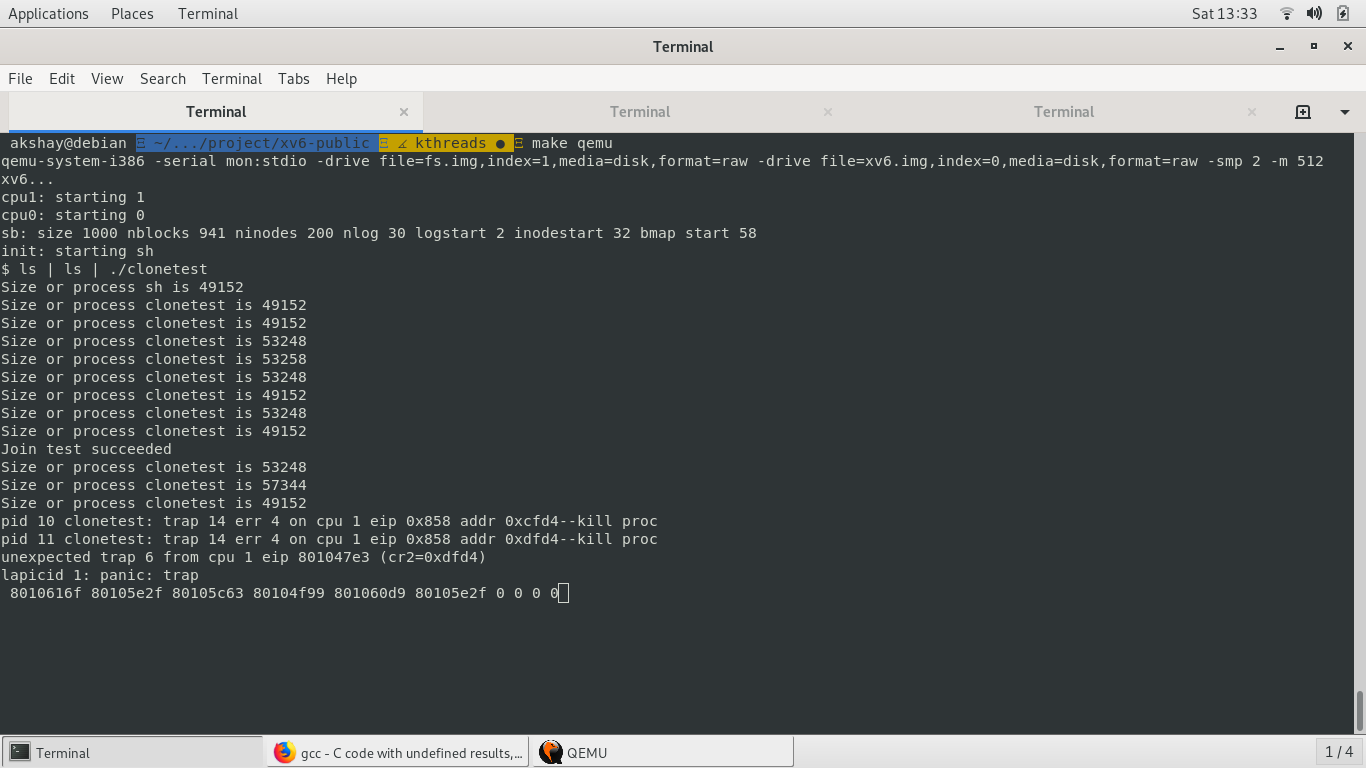 Applications Places Terminal Sat 13:33
Terminal
File Edit View Search Terminal Tabs Help
Terminal Terminal Terminal
akshay@debian ~/.../project/xv6-public kthreads ● make qemu
qemu-system-i386 -serial mon:stdio -drive file=fs.img,index=1,media=disk,format=raw -drive file=xv6.img,index=0,media=disk,format=raw -smp 2 -m 512
xv6...
cpu1: starting 1
cpu0: starting 0
sb: size 1000 nblocks 941 ninodes 200 nlog 30 logstart 2 inodestart 32 bmap start 58
init: starting sh
$ ls | ls | ./clonetest
Size or process sh is 49152
Size or process clonetest is 49152
Size or process clonetest is 49152
Size or process clonetest is 53248
Size or process clonetest is 53258
Size or process clonetest is 53248
Size or process clonetest is 49152
Size or process clonetest is 53248
Size or process clonetest is 49152
Join test succeeded
Size or process clonetest is 53248
Size or process clonetest is 57344
Size or process clonetest is 49152
pid 10 clonetest: trap 14 err 4 on cpu 1 eip 0x858 addr 0xcfd4--kill proc
pid 11 clonetest: trap 14 err 4 on cpu 1 eip 0x858 addr 0xdfd4--kill proc
unexpected trap 6 from cpu 1 eip 801047e3 (cr2=0xdfd4)
lapicid 1: panic: trap
8010616f 80105e2f 80105c63 80104f99 801060d9 80105e2f 0 0 0 0
Terminal gcc - C code with undefined results,... QEMU 1 / 4